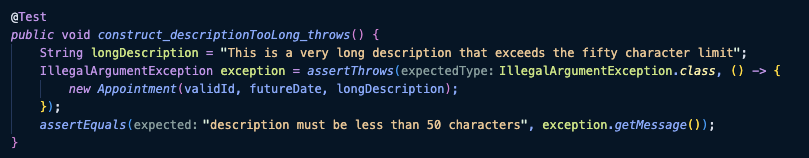 @Test
public void construct_descriptionTooLong_throws() {
String longDescription = "This is a very long description that exceeds the fifty character limit";
IllegalArgumentException exception = assertThrows(expectedType: IllegalArgumentException.class, () -> {
new Appointment(validId, futureDate, longDescription);
});
assertEquals(expected: "description must be less than 50 characters", exception.getMessage());
}